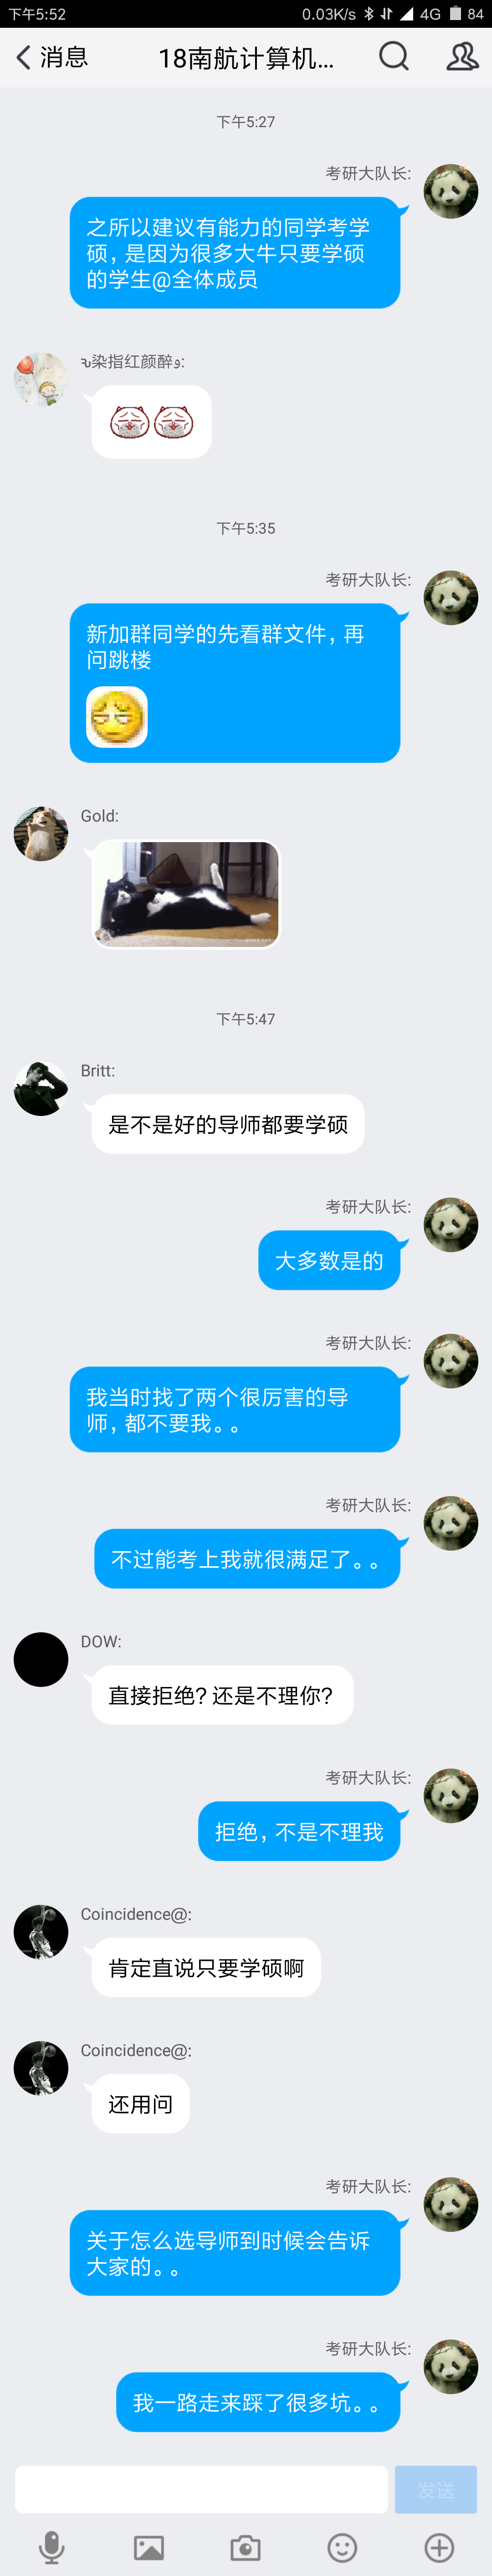 下午5:52
0.03K/s 4G 84
消息
18南航计算机...
下午5:27
考研大队长:
之所以建议有能力的同学考学
硕，是因为很多大牛只要学硕
的学生@全体成员
染指红颜醉و:
下午5:35
考研大队长:
新加群同学的先看群文件，再
问跳楼
Gold:
下午5:47
Britt:
是不是好的导师都要学硕
考研大队长:
大多数是的
考研大队长:
我当时找了两个很厉害的导
师，都不要我。。
考研大队长:
不过能考上我就很满足了。。
DOW:
直接拒绝？还是不理你？
考研大队长:
拒绝，不是不理我
Coincidence@:
肯定直说只要学硕啊
Coincidence@:
还用问
考研大队长:
关于怎么选导师到时候会告诉
大家的。。
考研大队长:
我一路走来踩了很多坑。。
发送